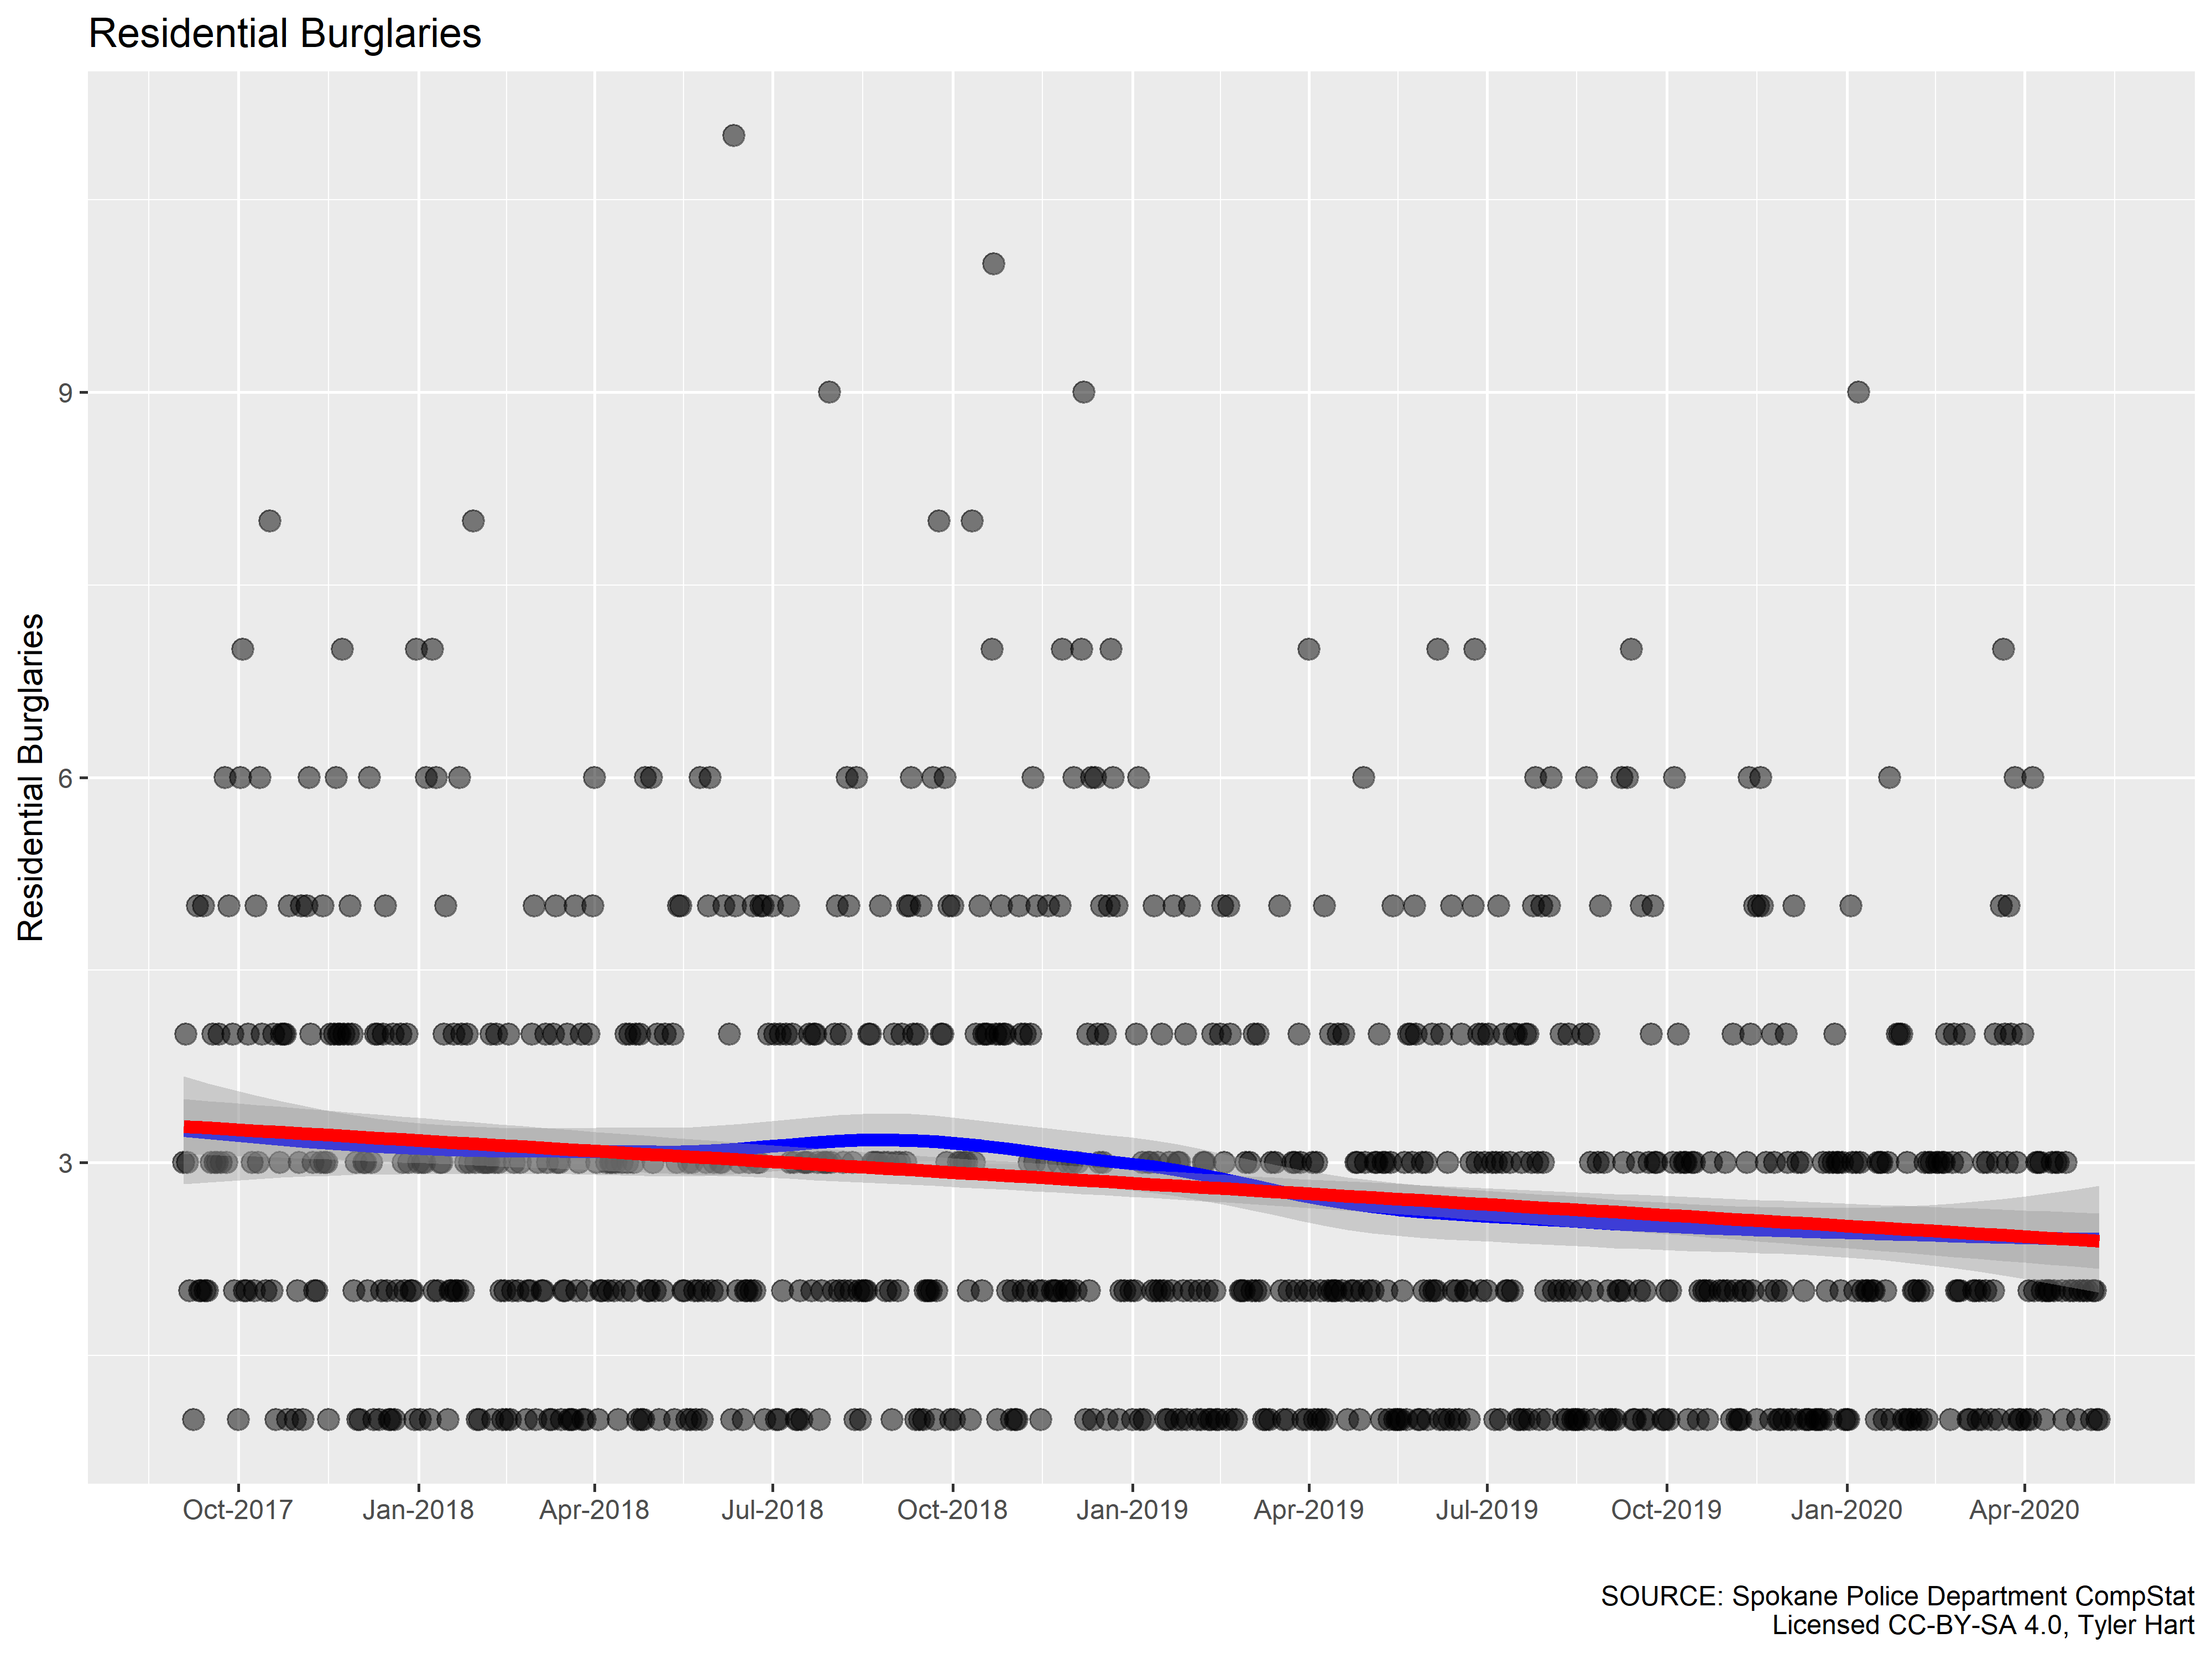 Residential Burglaries
Residential Burglaries
9
6
3
Oct-2017 Jan-2018 Apr-2018 Jul-2018 Oct-2018 Jan-2019 Apr-2019 Jul-2019 Oct-2019 Jan-2020 Apr-2020
SOURCE: Spokane Police Department CompStat
Licensed CC-BY-SA 4.0, Tyler Hart